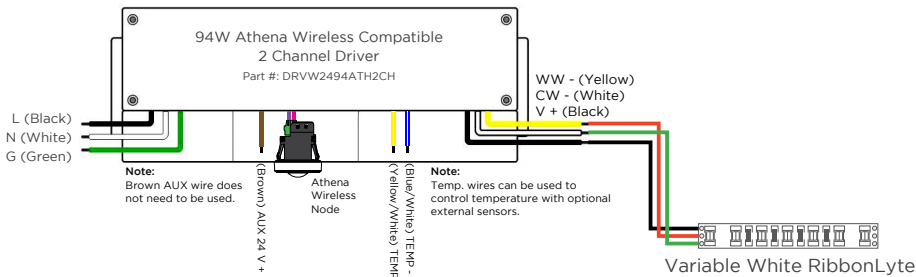 94W Athena Wireless Compatible
2 Channel Driver
Part #: DRVW2494ATH2CH
WW - (Yellow)
CW - (White)
V + (Black)
L (Black)
N (White)
G (Green)
Note:
Brown AUX wire does
not need to be used.
(Brown) AUX 24 V +
Athena
Wireless
Node
(Yellow/White) TEMP
(Blue/White) TEMP -
Note:
Temp. wires can be used to
control temperature with optional
external sensors.
Variable White RibbonLyte